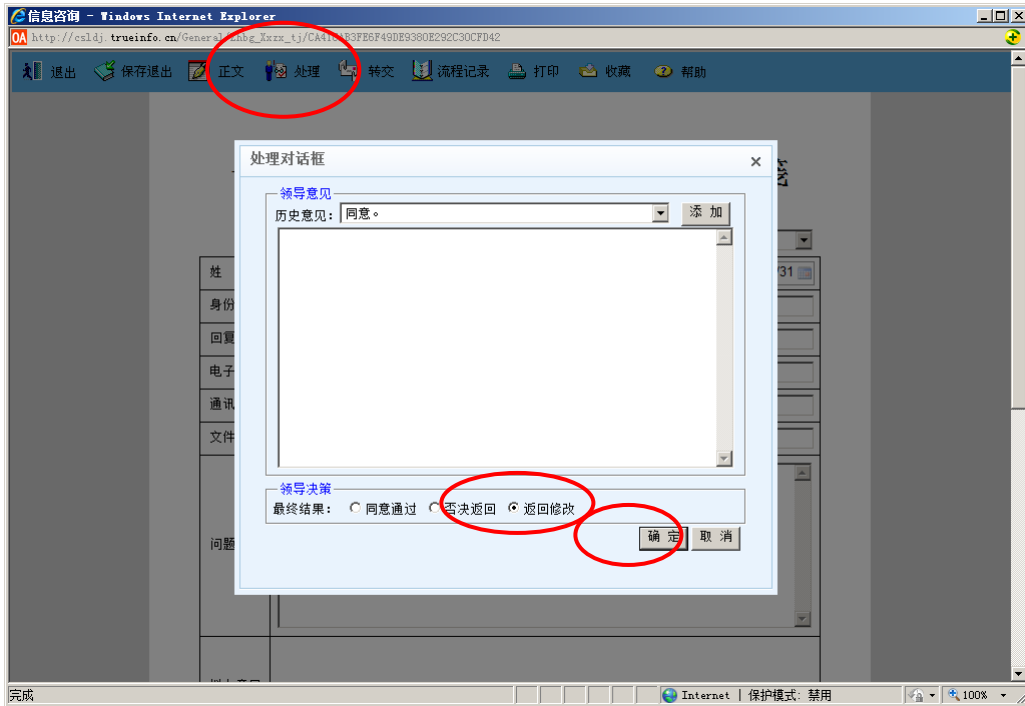 信息咨询 - Windows Internet Explorer
OA http://csldj.trueinfo.cn/General/
退出 保存退出 正文 处理 转交 流程记录 打印 收藏 帮助
处理对话框
×
领导意见
历史意见: 同意。 添 加
姓
/31
身份
回复
电子
通讯
文件
领导决策
最终结果: 同意通过 否决返回 返回修改
确 定 取 消
问题
完成 Internet | 保护模式: 禁用 100%